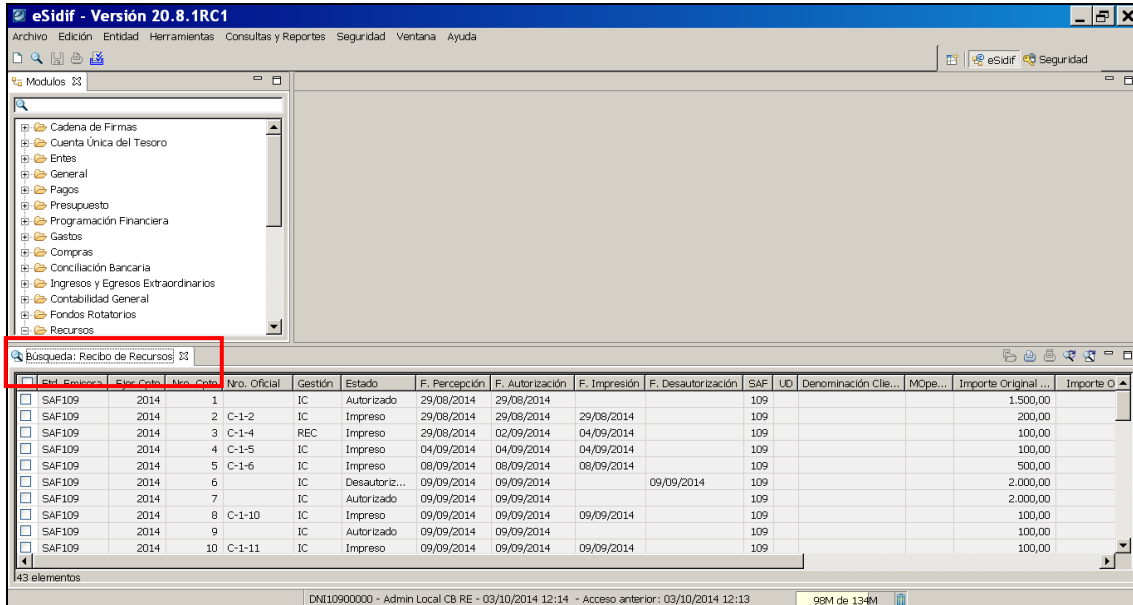 eSidif - Versión 20.8.1RC1
Archivo Edición Entidad Herramientas Consultas y Reportes Seguridad Ventana Ayuda
eSidif Seguridad
Modulos
Cadena de Firmas
Cuenta Única del Tesoro
Entes
General
Pagos
Presupuesto
Programación Financiera
Gastos
Compras
Conciliación Bancaria
Ingresos y Egresos Extraordinarios
Contabilidad General
Fondos Rotatorios
Recursos
Búsqueda: Recibo de Recursos
Etd. Emisora Ejer.Cpte Nro. Cpte Nro. Oficial Gestión Estado F. Percepción F. Autorización F. Impresión F. Desautorización SAF UD Denominación Clie... MOpe... Importe Original ... Importe O
SAF109 2014 1 IC Autorizado 29/08/2014 29/08/2014 109 1.500,00
SAF109 2014 2 C-1-2 IC Impreso 29/08/2014 29/08/2014 29/08/2014 109 200,00
SAF109 2014 3 C-1-4 REC Impreso 29/08/2014 02/09/2014 04/09/2014 109 100,00
SAF109 2014 4 C-1-5 IC Impreso 04/09/2014 04/09/2014 04/09/2014 109 100,00
SAF109 2014 5 C-1-6 IC Impreso 08/09/2014 08/09/2014 08/09/2014 109 500,00
SAF109 2014 6 IC Desautoriz... 09/09/2014 09/09/2014 09/09/2014 109 2.000,00
SAF109 2014 7 IC Autorizado 09/09/2014 09/09/2014 109 2.000,00
SAF109 2014 8 C-1-10 IC Impreso 09/09/2014 09/09/2014 09/09/2014 109 100,00
SAF109 2014 9 IC Autorizado 09/09/2014 09/09/2014 109 100,00
SAF109 2014 10 C-1-11 IC Impreso 09/09/2014 09/09/2014 09/09/2014 109 100,00
43 elementos
DNI10900000 - Admin Local CB RE - 03/10/2014 12:14 - Acceso anterior: 03/10/2014 12:13 98M de 134M